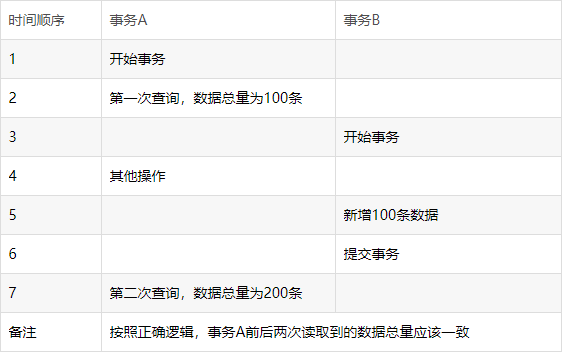 时间顺序 事务A 事务B
1 开始事务
2 第一次查询，数据总量为100条
3 开始事务
4 其他操作
5 新增100条数据
6 提交事务
7 第二次查询，数据总量为200条
备注 按照正确逻辑，事务A前后两次读取到的数据总量应该一致